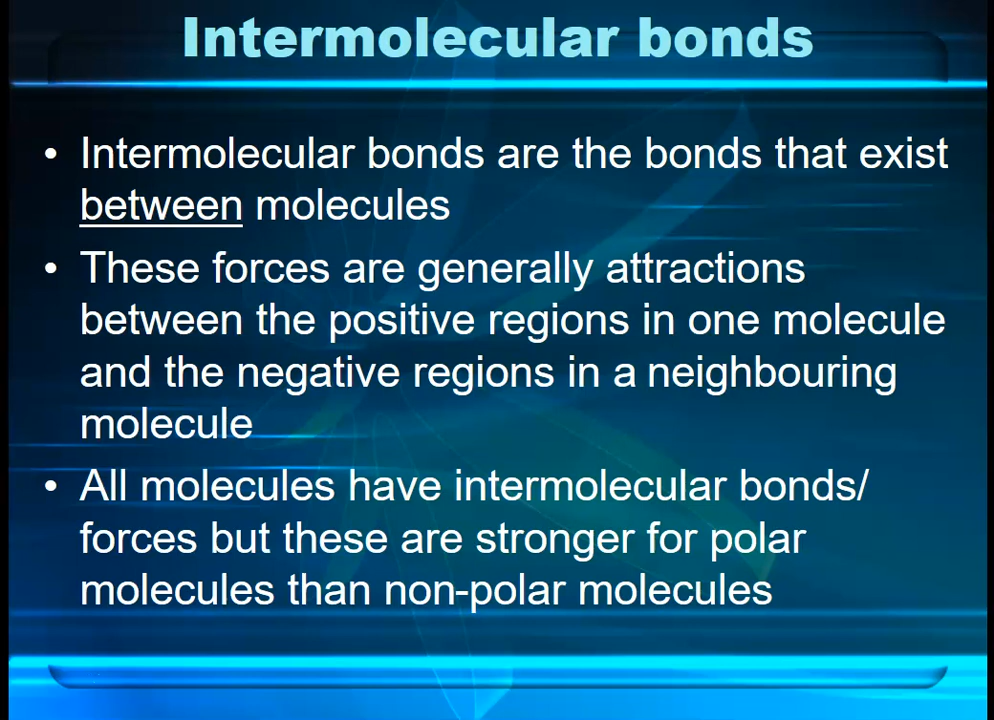 Intermolecular bonds
• Intermolecular bonds are the bonds that exist
between molecules
• These forces are generally attractions
between the positive regions in one molecule
and the negative regions in a neighbouring
molecule
• All molecules have intermolecular bonds/
forces but these are stronger for polar
molecules than non-polar molecules